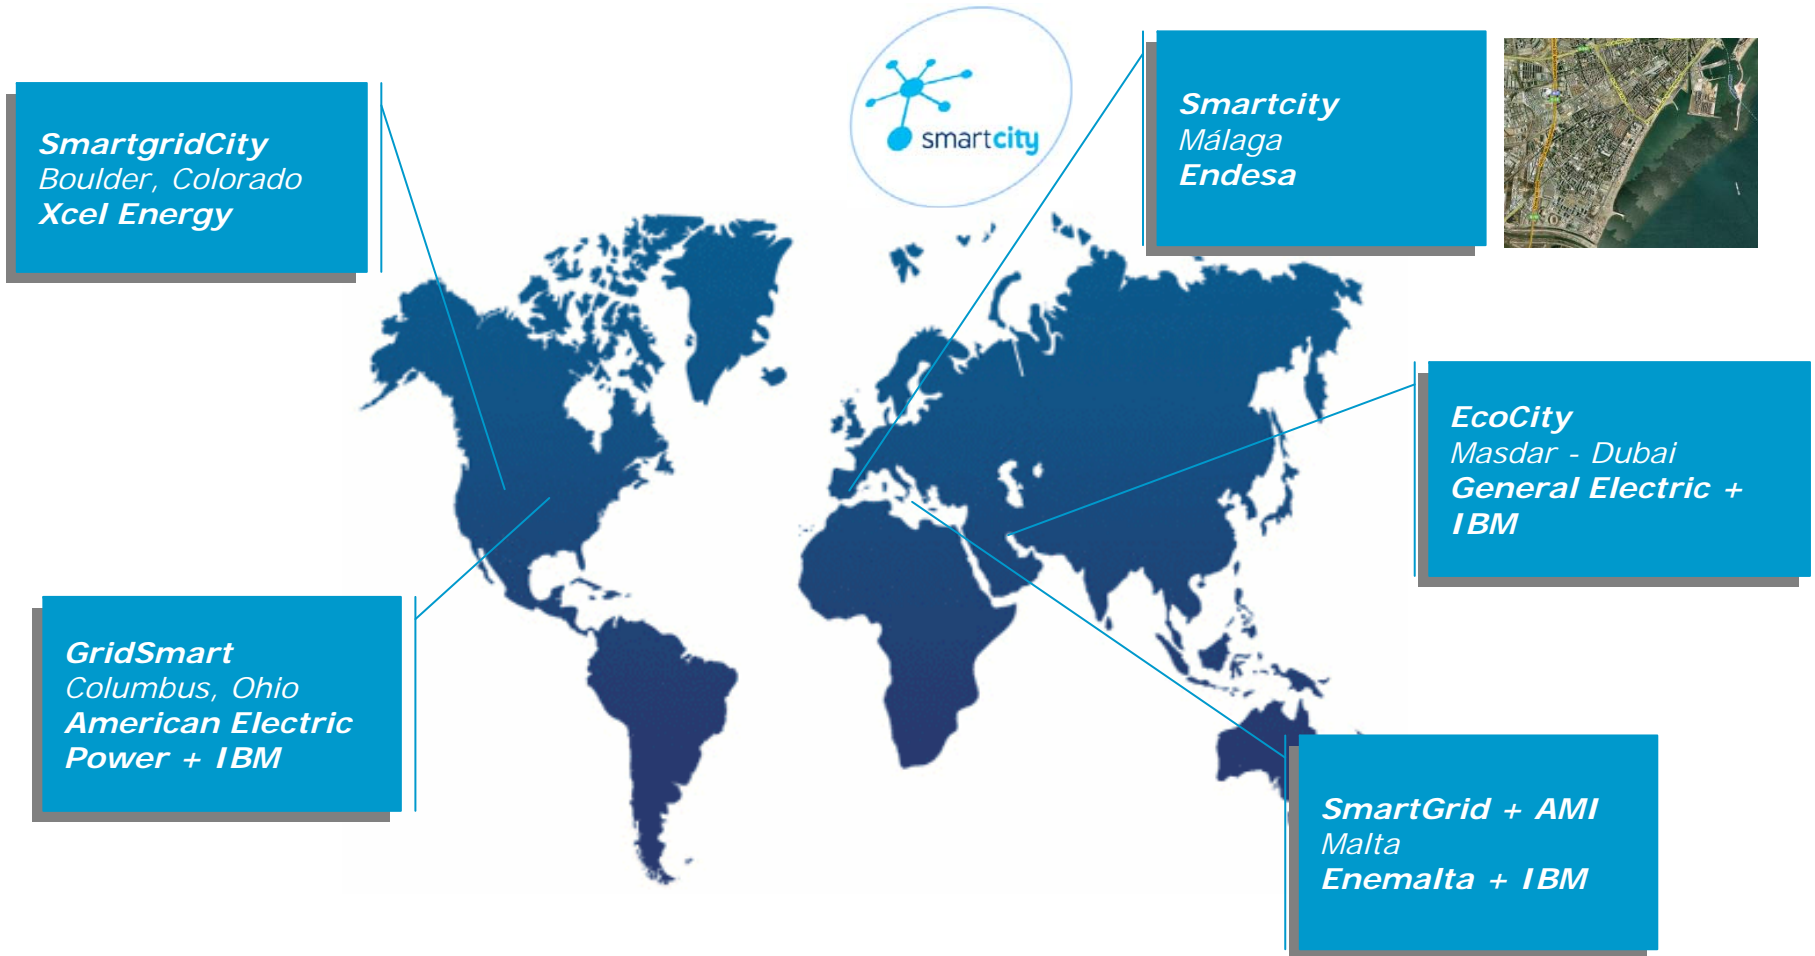 smartcity
SmartgridCity
Boulder, Colorado
Xcel Energy
Smartcity
Málaga
Endesa
EcoCity
Masdar - Dubai
General Electric +
IBM
GridSmart
Columbus, Ohio
American Electric
Power + IBM
SmartGrid + AMI
Malta
Enemalta + IBM